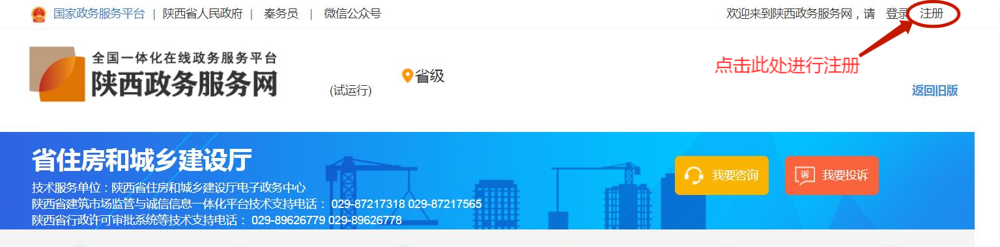 国家政务服务平台 | 陕西省人民政府 | 秦务员 | 微信公众号
欢迎来到陕西政务服务网,请 登录 注册
全国一体化在线政务服务平台
陕西政务服务网
(试运行)
省级
点击此处进行注册
返回旧版
省住房和城乡建设厅
技术服务单位:陕西省住房和城乡建设厅电子政务中心
陕西省建筑市场监管与诚信信息一体化平台技术支持电话: 029-87217318 029-87217565
陕西省行政许可审批系统等技术支持电话: 029-89626779 029-89626778
我要咨询
诉 我要投诉